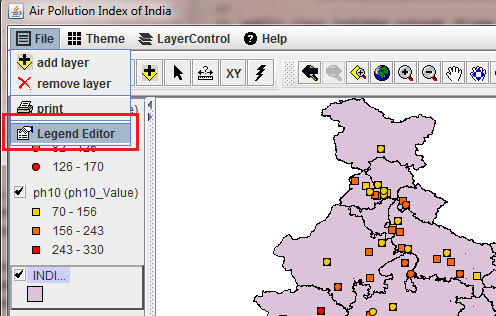 Air Pollution Index of India
File Theme LayerControl Help
add layer
remove layer
XY
print
Legend Editor
126 - 170
ph10 (ph10_Value)
70 - 156
156 - 243
243 - 330
INDI...